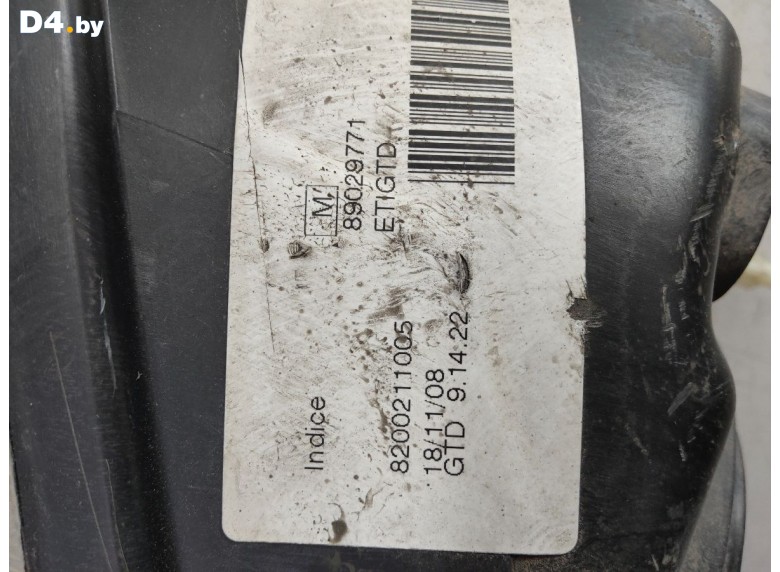 D4.by
M
89029771
ETIGTD
Indice
8200211005
18/11/08
GTD 9.14.22